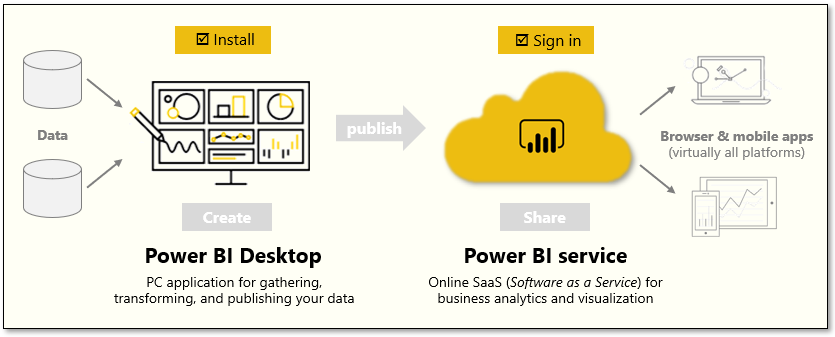 ☑ Install
☑ Sign in
Data
publish
Browser & mobile apps
(virtually all platforms)
Create
Share
Power BI Desktop
PC application for gathering,
transforming, and publishing your data
Power BI service
Online SaaS (Software as a Service) for
business analytics and visualization